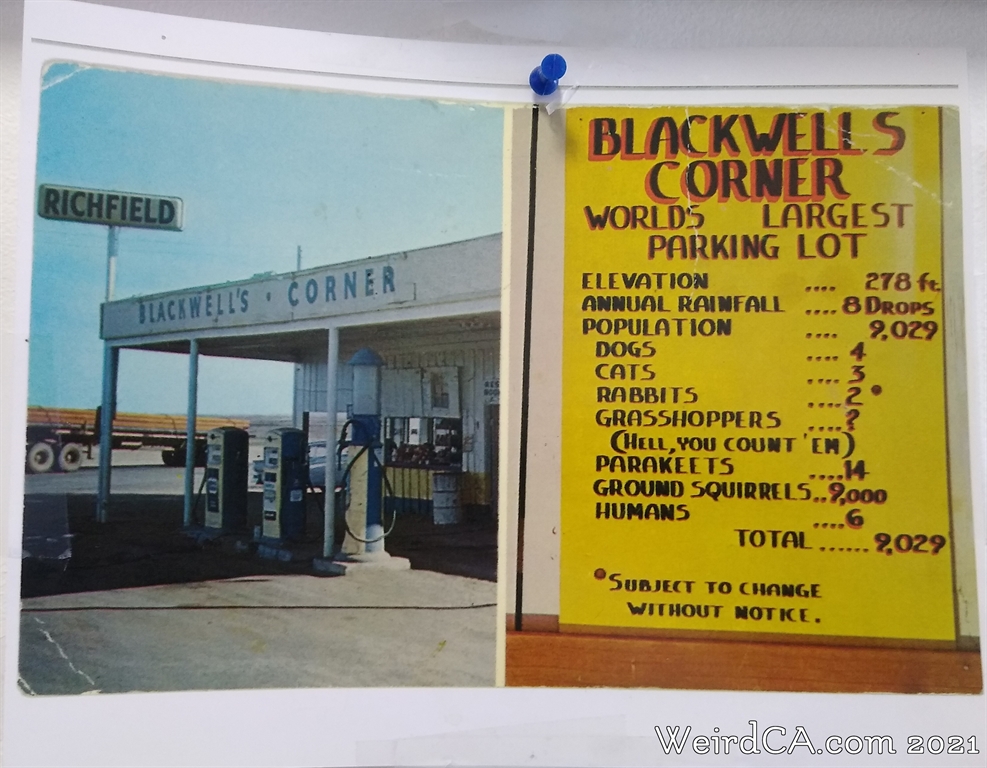 RICHFIELD
BLACKWELL'S · CORNER
BLACKWELLS
CORNER
WORLDS LARGEST
PARKING LOT
ELEVATION .... 278 ft.
ANNUAL RAINFALL .... 8 DROPS
POPULATION .... 9,029
DOGS .... 4
CATS .... 3
RABBITS ....2*
GRASSHOPPERS ....?
(HELL, YOU COUNT 'EM)
PARAKEETS ....14
GROUND SQUIRRELS..9,000
HUMANS ....6
TOTAL ...... 9,029
*SUBJECT TO CHANGE
WITHOUT NOTICE.
WeirdCA.com 2021